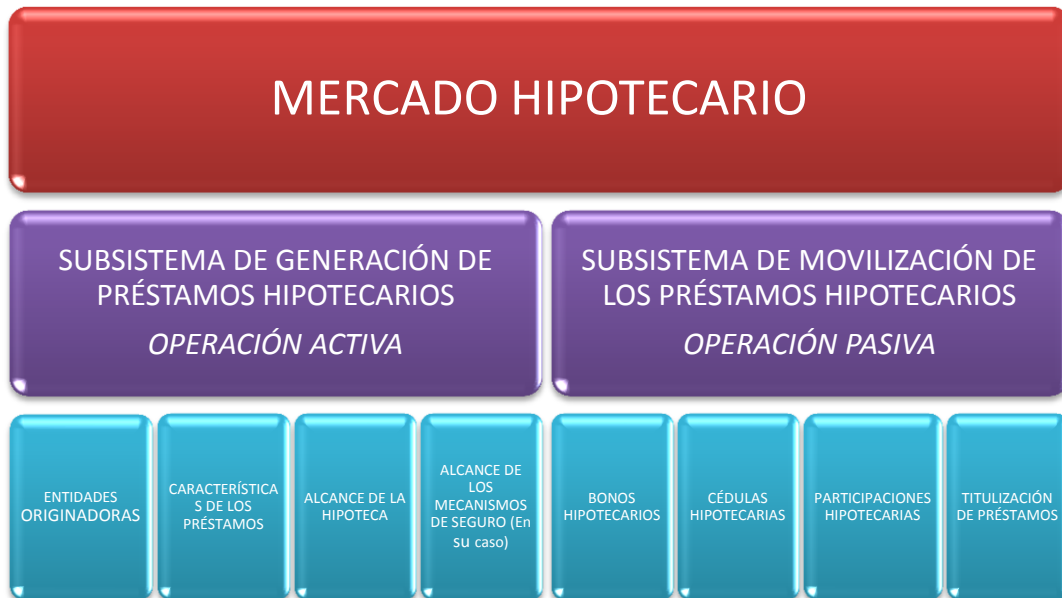 MERCADO HIPOTECARIO
SUBSISTEMA DE GENERACIÓN DE
PRÉSTAMOS HIPOTECARIOS
OPERACIÓN ACTIVA
SUBSISTEMA DE MOVILIZACIÓN DE
LOS PRÉSTAMOS HIPOTECARIOS
OPERACIÓN PASIVA
ENTIDADES
ORIGINADORAS
CARACTERÍSTICA
S DE LOS
PRÉSTAMOS
ALCANCE DE LA
HIPOTECA
ALCANCE DE
LOS
MECANISMOS
DE SEGURO (En
su caso)
BONOS
HIPOTECARIOS
CÉDULAS
HIPOTECARIAS
PARTICIPACIONES
HIPOTECARIAS
TITULIZACIÓN
DE PRÉSTAMOS